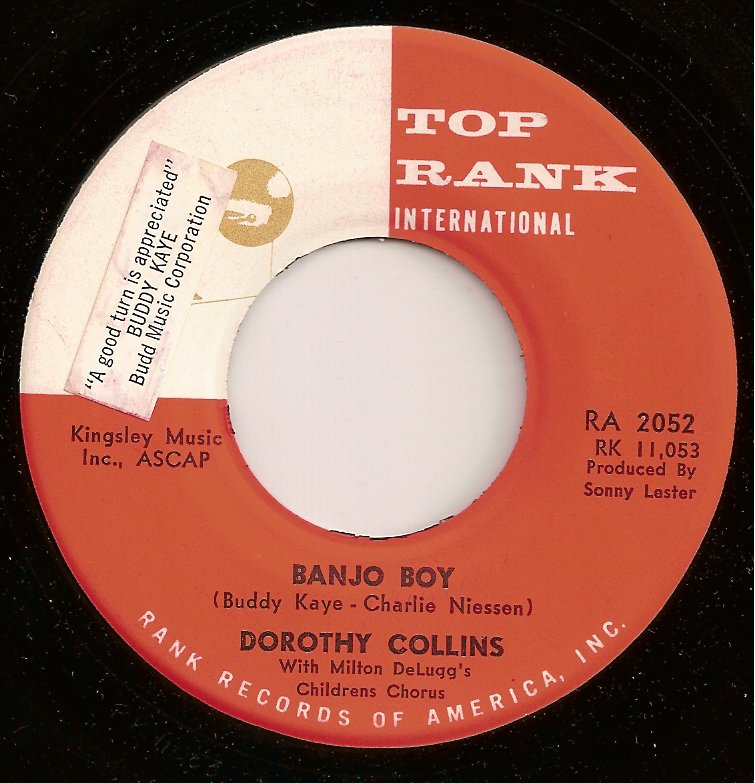 TOP
RANK
INTERNATIONAL
"A good turn is appreciated"
BUDDY KAYE
Budd Music Corporation
Kingsley Music
Inc., ASCAP
RA 2052
RK 11,053
Produced By
Sonny Lester
BANJO BOY
(Buddy Kaye - Charlie Niessen)
DOROTHY COLLINS
With Milton DeLugg's
Childrens Chorus
RANK RECORDS OF AMERICA, INC.